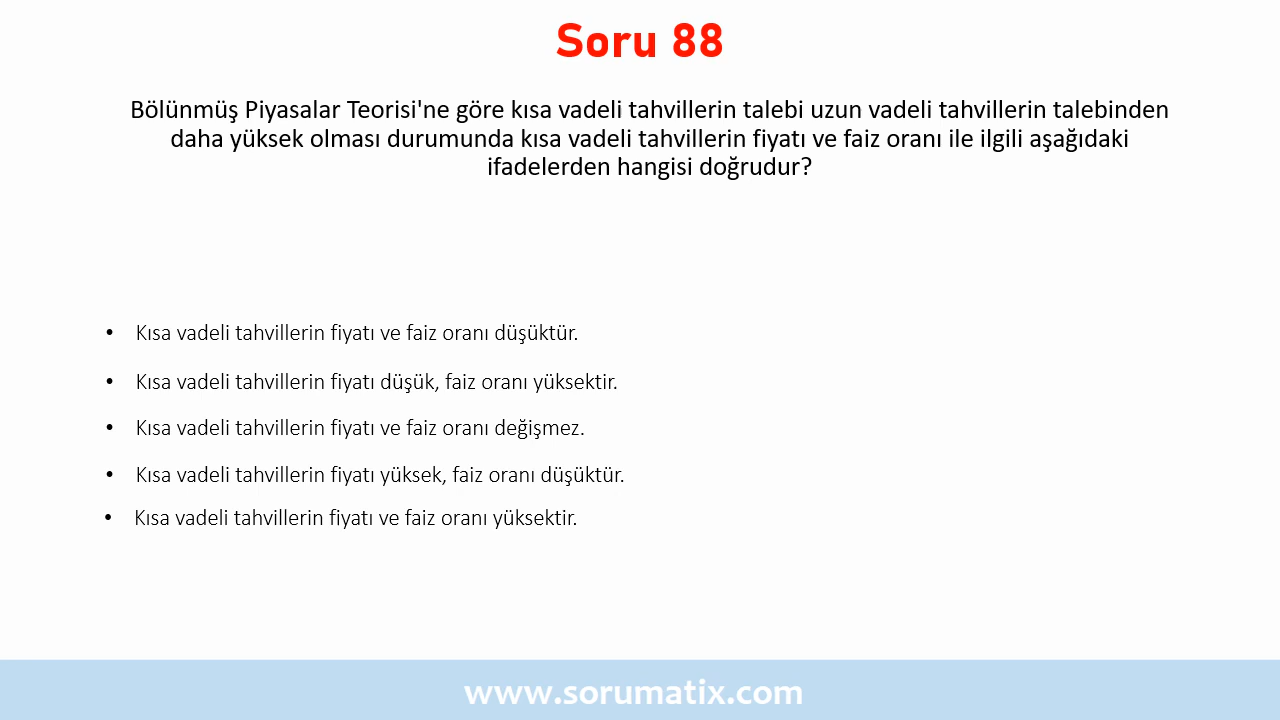 Soru 88
Bölünmüş Piyasalar Teorisi'ne göre kısa vadeli tahvillerin talebi uzun vadeli tahvillerin talebinden
daha yüksek olması durumunda kısa vadeli tahvillerin fiyatı ve faiz oranı ile ilgili aşağıdaki
ifadelerden hangisi doğrudur?
• Kısa vadeli tahvillerin fiyatı ve faiz oranı düşüktür.
• Kısa vadeli tahvillerin fiyatı düşük, faiz oranı yüksektir.
• Kısa vadeli tahvillerin fiyatı ve faiz oranı değişmez.
• Kısa vadeli tahvillerin fiyatı yüksek, faiz oranı düşüktür.
• Kısa vadeli tahvillerin fiyatı ve faiz oranı yüksektir.
www.sorumatix.com